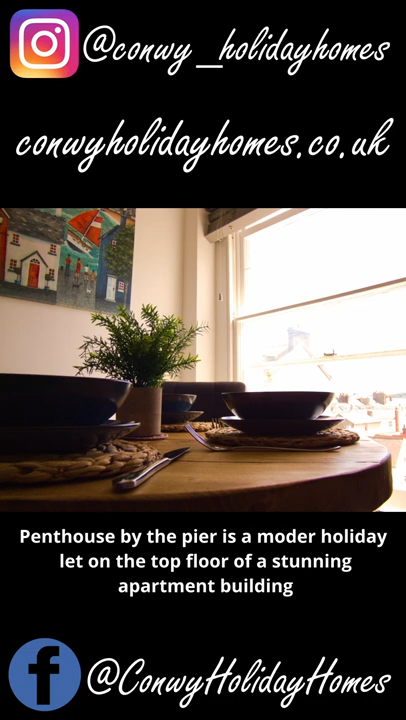 @conwy_holidayhomes
conwyholidayhomes.co.uk
Penthouse by the pier is a moder holiday
let on the top floor of a stunning
apartment building
@ConwyHolidayHomes